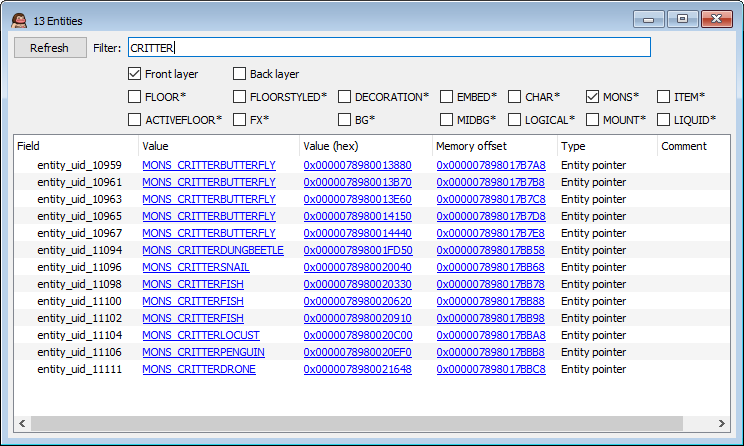 13 Entities
Refresh Filter: CRITTER
Front layer Back layer
FLOOR* FLOORSTYLED* DECORATION* EMBED* CHAR* MONS* ITEM*
ACTIVEFLOOR* FX* BG* MIDBG* LOGICAL* MOUNT* LIQUID*
Field Value Value (hex) Memory offset Type Comment
entity_uid_10959 MONS_CRITTERBUTTERFLY 0x0000078980013880 0x000007898017B7A8 Entity pointer
entity_uid_10961 MONS_CRITTERBUTTERFLY 0x0000078980013B70 0x000007898017B7B8 Entity pointer
entity_uid_10963 MONS_CRITTERBUTTERFLY 0x0000078980013E60 0x000007898017B7C8 Entity pointer
entity_uid_10965 MONS_CRITTERBUTTERFLY 0x0000078980014150 0x000007898017B7D8 Entity pointer
entity_uid_10967 MONS_CRITTERBUTTERFLY 0x0000078980014440 0x000007898017B7E8 Entity pointer
entity_uid_11094 MONS_CRITTERDUNGBEETLE 0x000007898001FD50 0x000007898017BB58 Entity pointer
entity_uid_11096 MONS_CRITTERSNAIL 0x0000078980020040 0x000007898017BB68 Entity pointer
entity_uid_11098 MONS_CRITTERFISH 0x0000078980020330 0x000007898017BB78 Entity pointer
entity_uid_11100 MONS_CRITTERFISH 0x0000078980020620 0x000007898017BB88 Entity pointer
entity_uid_11102 MONS_CRITTERFISH 0x0000078980020910 0x000007898017BB98 Entity pointer
entity_uid_11104 MONS_CRITTERLOCUST 0x0000078980020C00 0x000007898017BBA8 Entity pointer
entity_uid_11106 MONS_CRITTERPENGUIN 0x0000078980020EF0 0x000007898017BBB8 Entity pointer
entity_uid_11111 MONS_CRITTERDRONE 0x0000078980021648 0x000007898017BBC8 Entity pointer